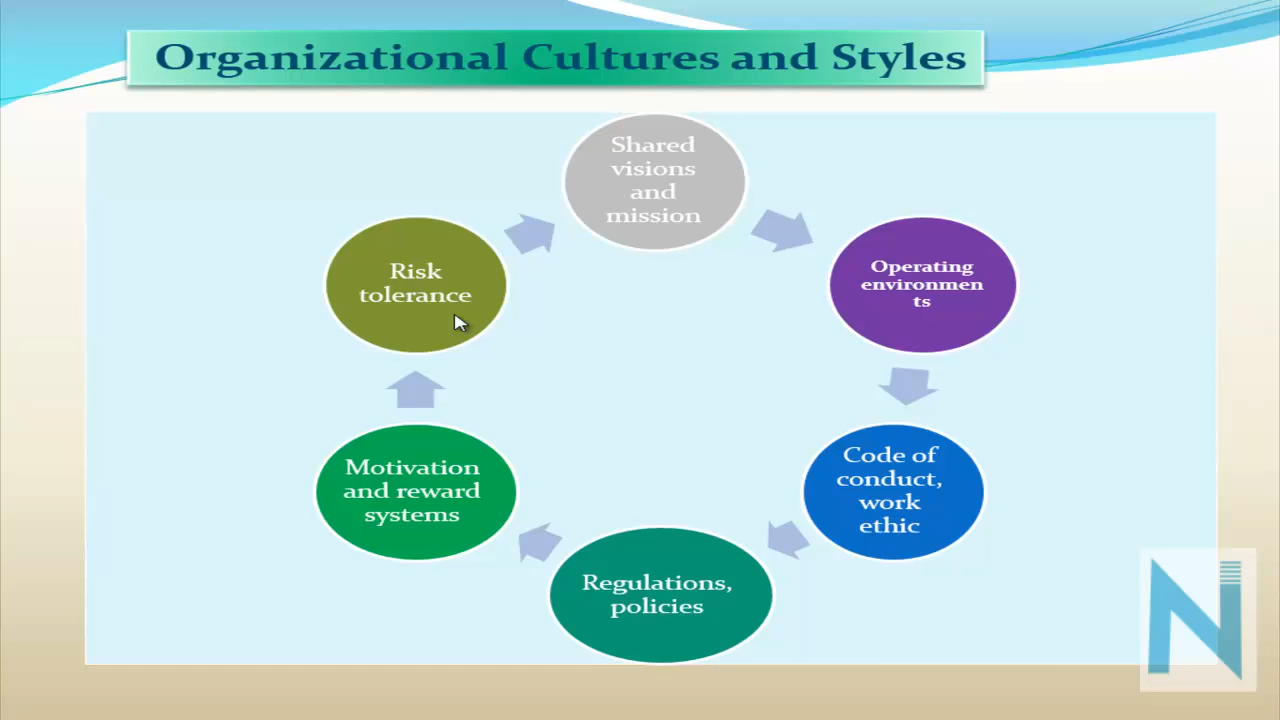 Organizational Cultures and Styles
Shared
visions
and
mission
Operating
environmen
ts
Code of
conduct,
work
ethic
Regulations,
policies
Motivation
and reward
systems
Risk
tolerance
N